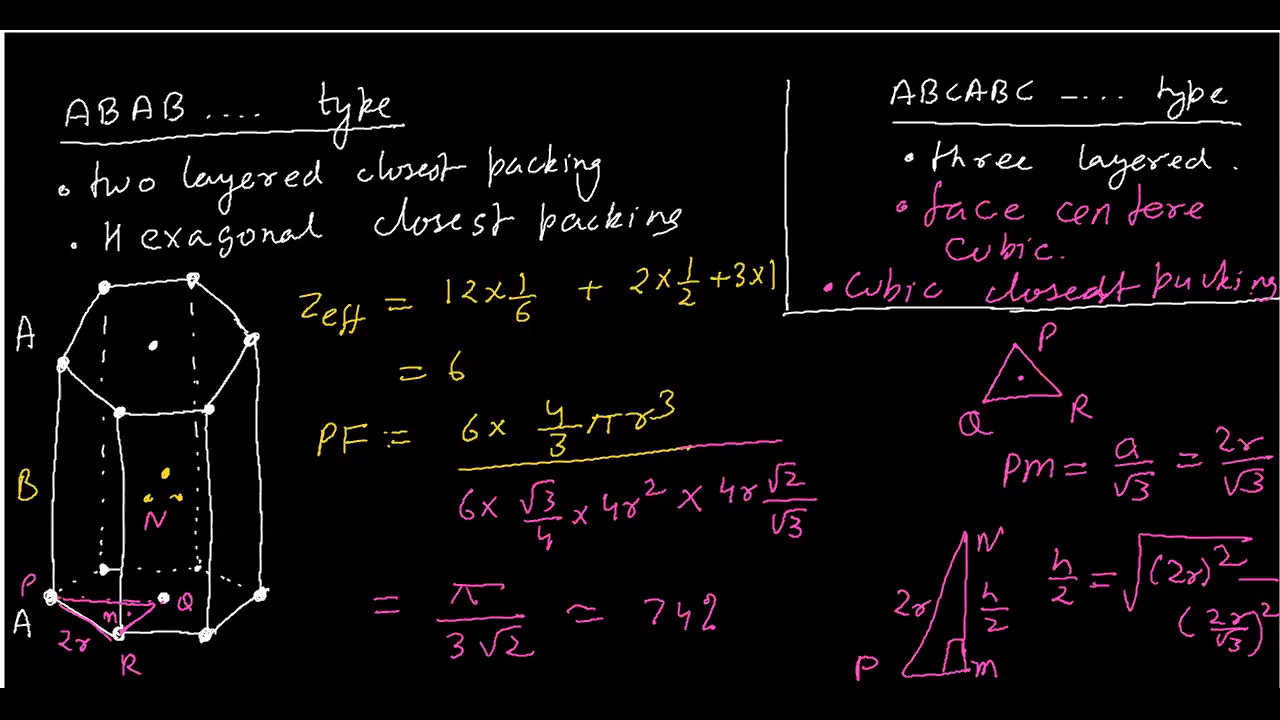 ABAB .... type
• two layered closest packing
• Hexagonal closest packing
Zeff = 12 × 1/6 + 2 × 1/2 + 3 × 1
= 6
PF = 6 × 4/3 πr³
6 × √3/4 × 4r² × 4r √2/√3
= π/3√2 ≈ 74%
A
B
A
N
P
Q
m
2r
R
ABCABC –... type
• three layered.
• face centere
cubic.
• Cubic closest packing
P
Q
R
PM = a/√3 = 2r/√3
N
2r
h/2
P
M
h/2 = √(2r)² –
(2r/√3)²